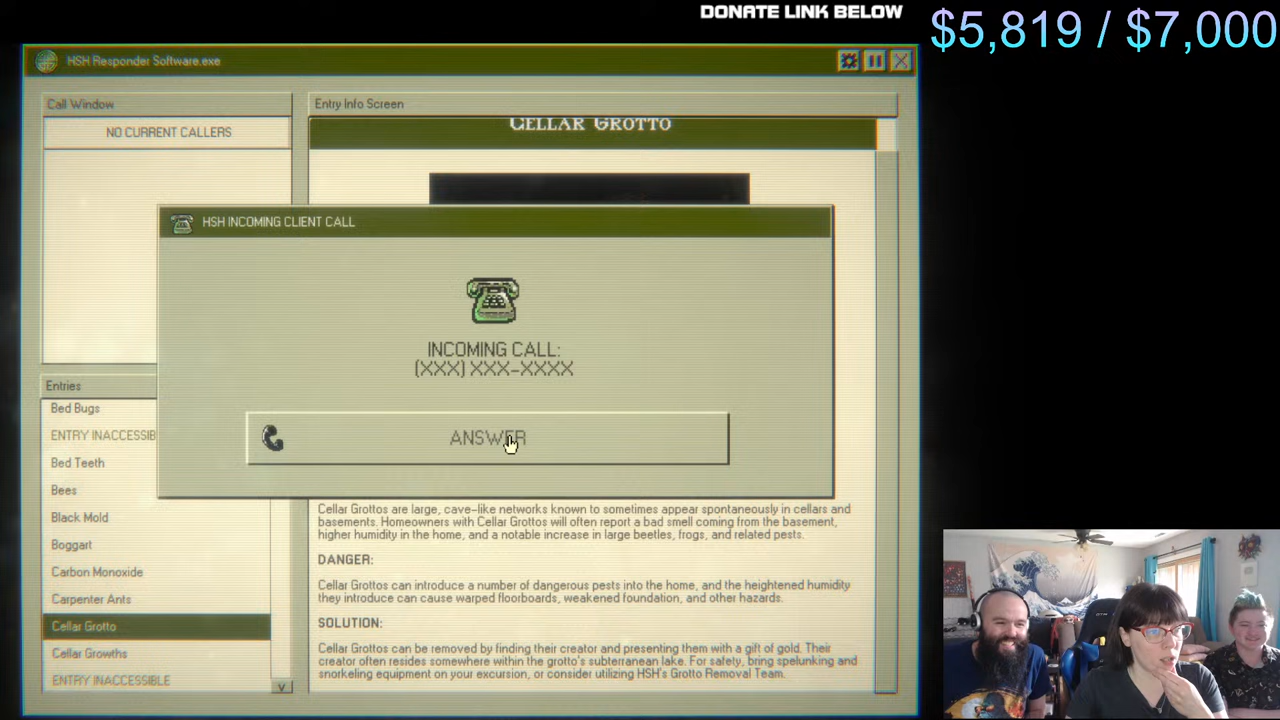 DONATE LINK BELOW
$5,819 / $7,000
HSH Responder Software.exe
Call Window
NO CURRENT CALLERS
Entry Info Screen
CELLAR GROTTO
HSH INCOMING CLIENT CALL
INCOMING CALL:
(XXX) XXX-XXXX
ANSWER
Entries
Bed Bugs
ENTRY INACCESSIB
Bed Teeth
Bees
Black Mold
Boggart
Carbon Monoxide
Carpenter Ants
Cellar Grotto
Cellar Growths
ENTRY INACCESSIBLE
Cellar Grottos are large, cave-like networks known to sometimes appear spontaneously in cellars and
basements. Homeowners with Cellar Grottos will often report a bad smell coming from the basement,
higher humidity in the home, and a notable increase in large beetles, frogs, and related pests.
DANGER:
Cellar Grottos can introduce a number of dangerous pests into the home, and the heightened humidity
they introduce can cause warped floorboards, weakened foundation, and other hazards.
SOLUTION:
Cellar Grottos can be removed by finding their creator and presenting them with a gift of gold. Their
creator often resides somewhere within the grotto's subterranean lake. For safety, bring spelunking and
snorkeling equipment on your excursion, or consider utilizing HSH's Grotto Removal Team.